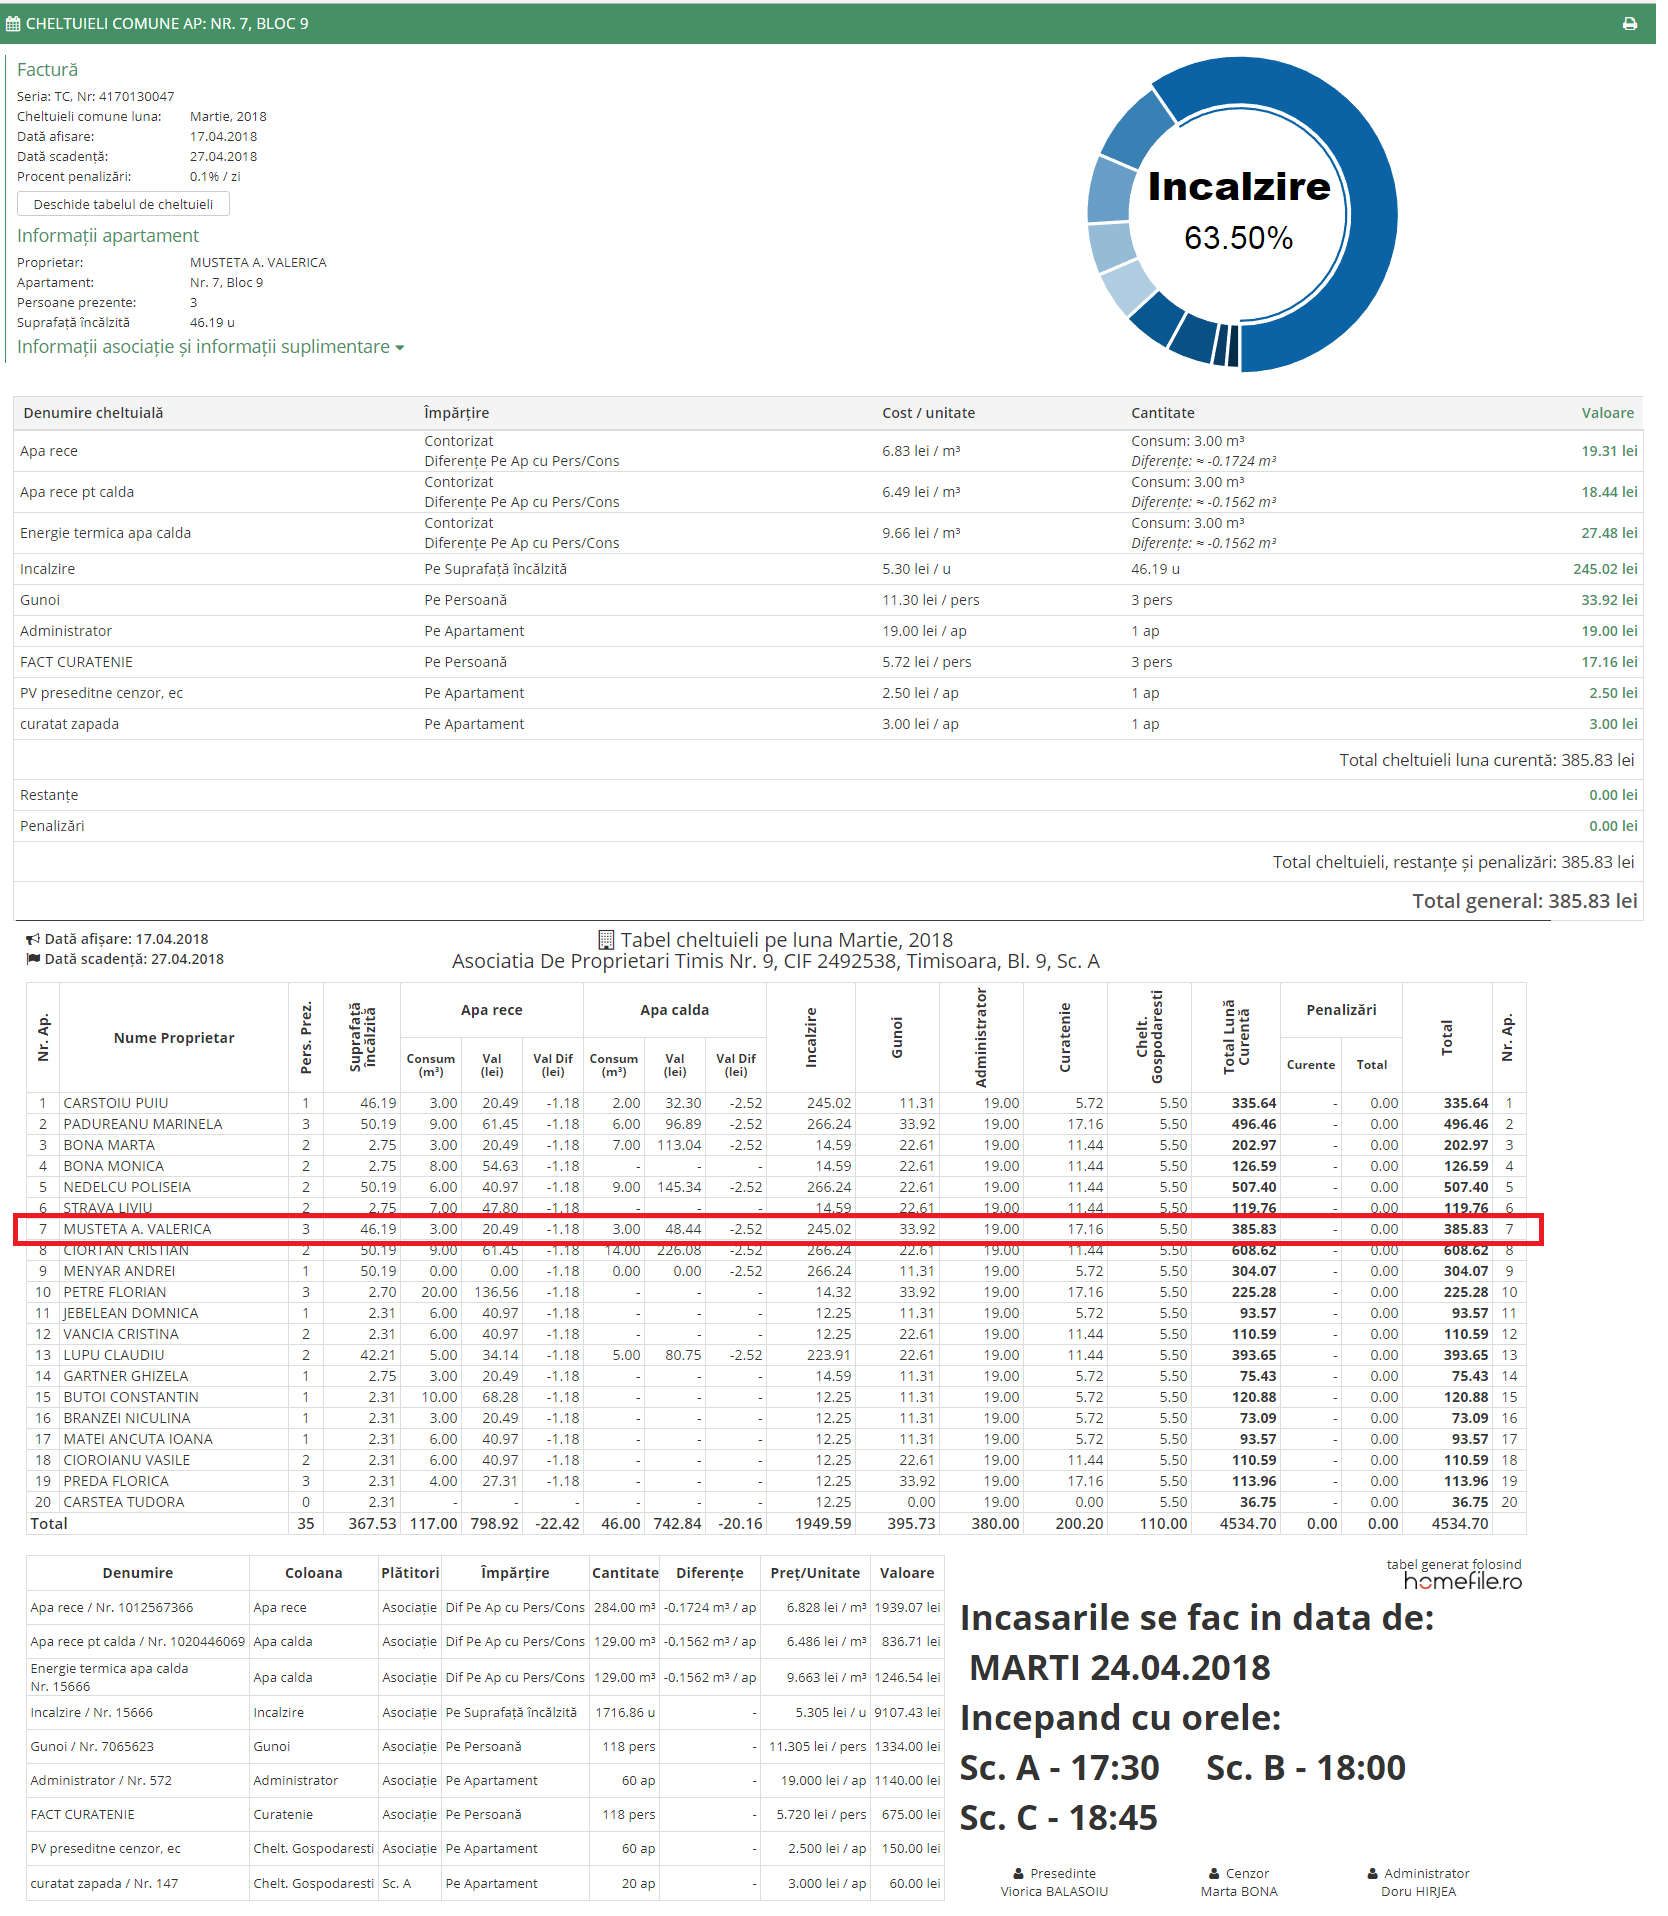 CHELTUIELI COMUNE AP: NR. 7, BLOC 9
Factură
Seria: TC, Nr: 4170130047
Cheltuieli comune luna: Martie, 2018
Dată afisare: 17.04.2018
Dată scadență: 27.04.2018
Procent penalizări: 0.1% / zi
Deschide tabelul de cheltuieli
Informații apartament
Proprietar: MUSTETA A. VALERICA
Apartament: Nr. 7, Bloc 9
Persoane prezente: 3
Suprafață încălzită 46.19 u
Informații asociație și informații suplimentare
Incalzire
63.50%
Denumire cheltuială Împărțire Cost / unitate Cantitate Valoare
Apa rece Contorizat Diferențe Pe Ap cu Pers/Cons 6.83 lei / m³ Consum: 3.00 m³ Diferențe: ≈ -0.1724 m³ 19.31 lei
Apa rece pt calda Contorizat Diferențe Pe Ap cu Pers/Cons 6.49 lei / m³ Consum: 3.00 m³ Diferențe: ≈ -0.1562 m³ 18.44 lei
Energie termica apa calda Contorizat Diferențe Pe Ap cu Pers/Cons 9.66 lei / m³ Consum: 3.00 m³ Diferențe: ≈ -0.1562 m³ 27.48 lei
Incalzire Pe Suprafață încălzită 5.30 lei / u 46.19 u 245.02 lei
Gunoi Pe Persoană 11.30 lei / pers 3 pers 33.92 lei
Administrator Pe Apartament 19.00 lei / ap 1 ap 19.00 lei
FACT CURATENIE Pe Persoană 5.72 lei / pers 3 pers 17.16 lei
PV preseditne cenzor, ec Pe Apartament 2.50 lei / ap 1 ap 2.50 lei
curatat zapada Pe Apartament 3.00 lei / ap 1 ap 3.00 lei
Total cheltuieli luna curentă: 385.83 lei
Restanțe 0.00 lei
Penalizări 0.00 lei
Total cheltuieli, restanțe și penalizări: 385.83 lei
Total general: 385.83 lei
Dată afișare: 17.04.2018
Dată scadență: 27.04.2018
Tabel cheltuieli pe luna Martie, 2018
Asociatia De Proprietari Timis Nr. 9, CIF 2492538, Timisoara, Bl. 9, Sc. A
Nr. Ap. Nume Proprietar Pers. Prez. Suprafață încălzită Apa rece Apa calda Incalzire Gunoi Administrator Curatenie Chelt. Gospodaresti Total Lună Curentă Penalizări Total Nr. Ap.
Consum (m³) Val (lei) Val Dif (lei) Consum (m³) Val (lei) Val Dif (lei) Curente Total
1 CARSTOIU PUIU 1 46.19 3.00 20.49 -1.18 2.00 32.30 -2.52 245.02 11.31 19.00 5.72 5.50 335.64 - 0.00 335.64 1
2 PADUREANU MARINELA 3 50.19 9.00 61.45 -1.18 6.00 96.89 -2.52 266.24 33.92 19.00 17.16 5.50 496.46 - 0.00 496.46 2
3 BONA MARTA 2 2.75 3.00 20.49 -1.18 7.00 113.04 -2.52 14.59 22.61 19.00 11.44 5.50 202.97 - 0.00 202.97 3
4 BONA MONICA 2 2.75 8.00 54.63 -1.18 - - - 14.59 22.61 19.00 11.44 5.50 126.59 - 0.00 126.59 4
5 NEDELCU POLISEIA 2 50.19 6.00 40.97 -1.18 9.00 145.34 -2.52 266.24 22.61 19.00 11.44 5.50 507.40 - 0.00 507.40 5
6 STRAVA LIVIU 2 2.75 7.00 47.80 -1.18 - - - 14.59 22.61 19.00 11.44 5.50 119.76 - 0.00 119.76 6
7 MUSTETA A. VALERICA 3 46.19 3.00 20.49 -1.18 3.00 48.44 -2.52 245.02 33.92 19.00 17.16 5.50 385.83 - 0.00 385.83 7
8 CIORTAN CRISTIAN 2 50.19 9.00 61.45 -1.18 14.00 226.08 -2.52 266.24 22.61 19.00 11.44 5.50 608.62 - 0.00 608.62 8
9 MENYAR ANDREI 1 50.19 0.00 0.00 -1.18 0.00 0.00 -2.52 266.24 11.31 19.00 5.72 5.50 304.07 - 0.00 304.07 9
10 PETRE FLORIAN 3 2.70 20.00 136.56 -1.18 - - - 14.32 33.92 19.00 17.16 5.50 225.28 - 0.00 225.28 10
11 JEBELEAN DOMNICA 1 2.31 6.00 40.97 -1.18 - - - 12.25 11.31 19.00 5.72 5.50 93.57 - 0.00 93.57 11
12 VANCIA CRISTINA 2 2.31 6.00 40.97 -1.18 - - - 12.25 22.61 19.00 11.44 5.50 110.59 - 0.00 110.59 12
13 LUPU CLAUDIU 2 42.21 5.00 34.14 -1.18 5.00 80.75 -2.52 223.91 22.61 19.00 11.44 5.50 393.65 - 0.00 393.65 13
14 GARTNER GHIZELA 1 2.75 3.00 20.49 -1.18 - - - 14.59 11.31 19.00 5.72 5.50 75.43 - 0.00 75.43 14
15 BUTOI CONSTANTIN 1 2.31 10.00 68.28 -1.18 - - - 12.25 11.31 19.00 5.72 5.50 120.88 - 0.00 120.88 15
16 BRANZEI NICULINA 1 2.31 3.00 20.49 -1.18 - - - 12.25 11.31 19.00 5.72 5.50 73.09 - 0.00 73.09 16
17 MATEI ANCUTA IOANA 1 2.31 6.00 40.97 -1.18 - - - 12.25 11.31 19.00 5.72 5.50 93.57 - 0.00 93.57 17
18 CIOROIANU VASILE 2 2.31 6.00 40.97 -1.18 - - - 12.25 22.61 19.00 11.44 5.50 110.59 - 0.00 110.59 18
19 PREDA FLORICA 3 2.31 4.00 27.31 -1.18 - - - 12.25 33.92 19.00 17.16 5.50 113.96 - 0.00 113.96 19
20 CARSTEA TUDORA 0 2.31 - - - - - - 12.25 0.00 19.00 0.00 5.50 36.75 - 0.00 36.75 20
Total 35 367.53 117.00 798.92 -22.42 46.00 742.84 -20.16 1949.59 395.73 380.00 200.20 110.00 4534.70 0.00 0.00 4534.70
Denumire Coloana Plătitori Împărțire Cantitate Diferențe Preț/Unitate Valoare
Apa rece / Nr. 1012567366 Apa rece Asociație Dif Pe Ap cu Pers/Cons 284.00 m³ -0.1724 m³ / ap 6.828 lei / m³ 1939.07 lei
Apa rece pt calda / Nr. 1020446069 Apa calda Asociație Dif Pe Ap cu Pers/Cons 129.00 m³ -0.1562 m³ / ap 6.486 lei / m³ 836.71 lei
Energie termica apa calda Nr. 15666 Apa calda Asociație Dif Pe Ap cu Pers/Cons 129.00 m³ -0.1562 m³ / ap 9.663 lei / m³ 1246.54 lei
Incalzire / Nr. 15666 Incalzire Asociație Pe Suprafață încălzită 1716.86 u - 5.305 lei / u 9107.43 lei
Gunoi / Nr. 7065623 Gunoi Asociație Pe Persoană 118 pers - 11.305 lei / pers 1334.00 lei
Administrator / Nr. 572 Administrator Asociație Pe Apartament 60 ap - 19.000 lei / ap 1140.00 lei
FACT CURATENIE Curatenie Asociație Pe Persoană 118 pers - 5.720 lei / pers 675.00 lei
PV preseditne cenzor, ec Chelt. Gospodaresti Asociație Pe Apartament 60 ap - 2.500 lei / ap 150.00 lei
curatat zapada / Nr. 147 Chelt. Gospodaresti Sc. A Pe Apartament 20 ap - 3.000 lei / ap 60.00 lei
tabel generat folosind
homefile.ro
Incasarile se fac in data de:
MARTI 24.04.2018
Incepand cu orele:
Sc. A - 17:30 Sc. B - 18:00
Sc. C - 18:45
Presedinte Cenzor Administrator
Viorica BALASOIU Marta BONA Doru HIRJEA